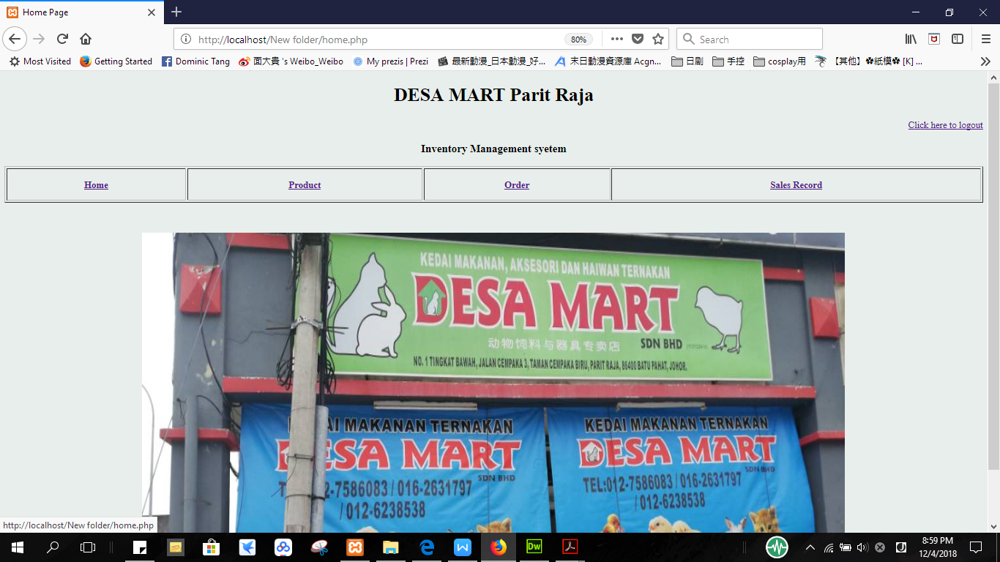 Home Page
http://localhost/New folder/home.php
80%
Search
Most Visited
Getting Started
Dominic Tang
面大貴 's Weibo_Weibo
My prezis | Prezi
最新動漫_日本動漫_好...
末日動漫資源庫 Acgn...
日剧
手控
cosplay用
【其他】✿紙模✿ [K] ...
DESA MART Parit Raja
Click here to logout
Inventory Management syetem
Home
Product
Order
Sales Record
KEDAI MAKANAN, AKSESORI DAN HAIWAN TERNAKAN
DESA MART
动物饲料与器具专卖店 SDN BHD
NO. 1 TINGKAT BAWAH, JALAN CEMPAKA 3, TAMAN CEMPAKA BIRU, PARIT RAJA, 86400 BATU PAHAT, JOHOR.
KEDAI MAKANAN TERNAKAN
DESA MART
SDN BHD
2-7586083 / 016-2631797
/ 012-6238538
KEDAI MAKANAN TERNAKAN
DESA MART
SDN BHD
TEL:012-7586083 / 016-2631797
/ 012-6238538
http://localhost/New folder/home.php
Dw
8:59 PM
12/4/2018